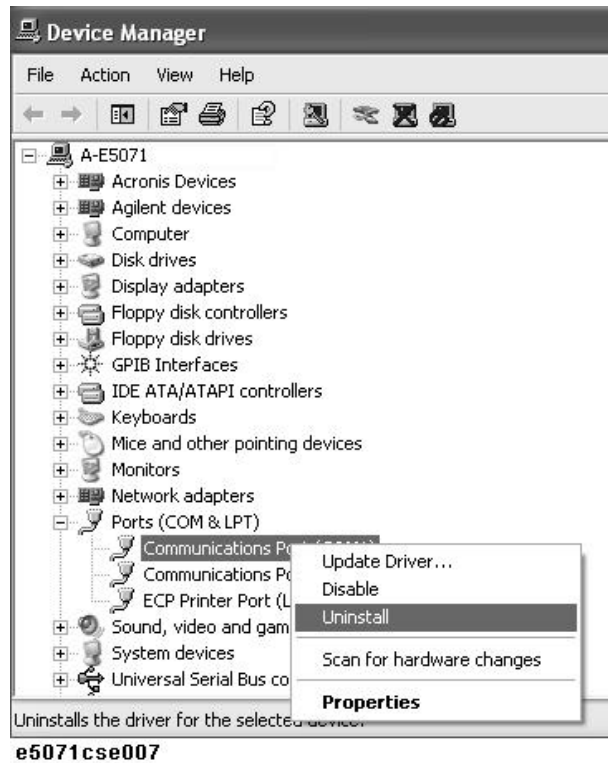 Device Manager
File Action View Help
A-E5071
Acronis Devices
Agilent devices
Computer
Disk drives
Display adapters
Floppy disk controllers
Floppy disk drives
GPIB Interfaces
IDE ATA/ATAPI controllers
Keyboards
Mice and other pointing devices
Monitors
Network adapters
Ports (COM & LPT)
Communications
Communications
ECP Printer Port (L
Sound, video and gam
System devices
Universal Serial Bus co
Update Driver...
Disable
Uninstall
Scan for hardware changes
Properties
Uninstalls the driver for the selected device.
e5071cse007